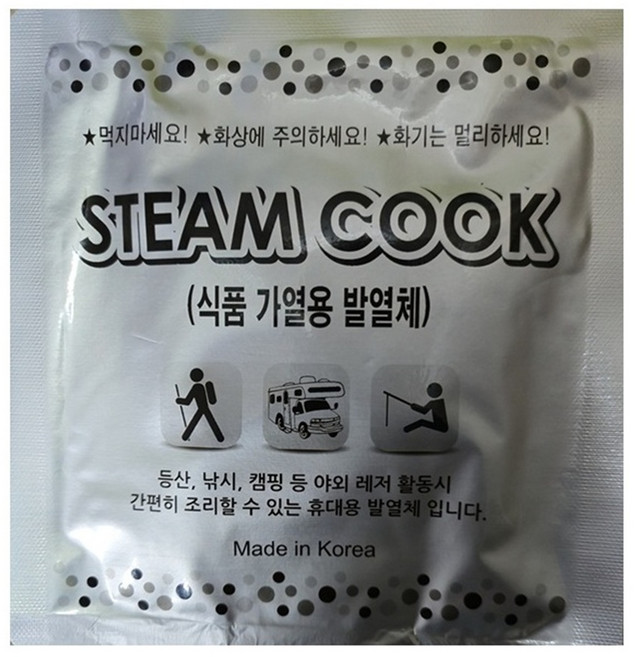 ★먹지마세요! ★화상에 주의하세요! ★화기는 멀리하세요!
STEAM COOK
(식품 가열용 발열체)
등산, 낚시, 캠핑 등 야외 레저 활동시
간편히 조리할 수 있는 휴대용 발열체 입니다.
Made in Korea